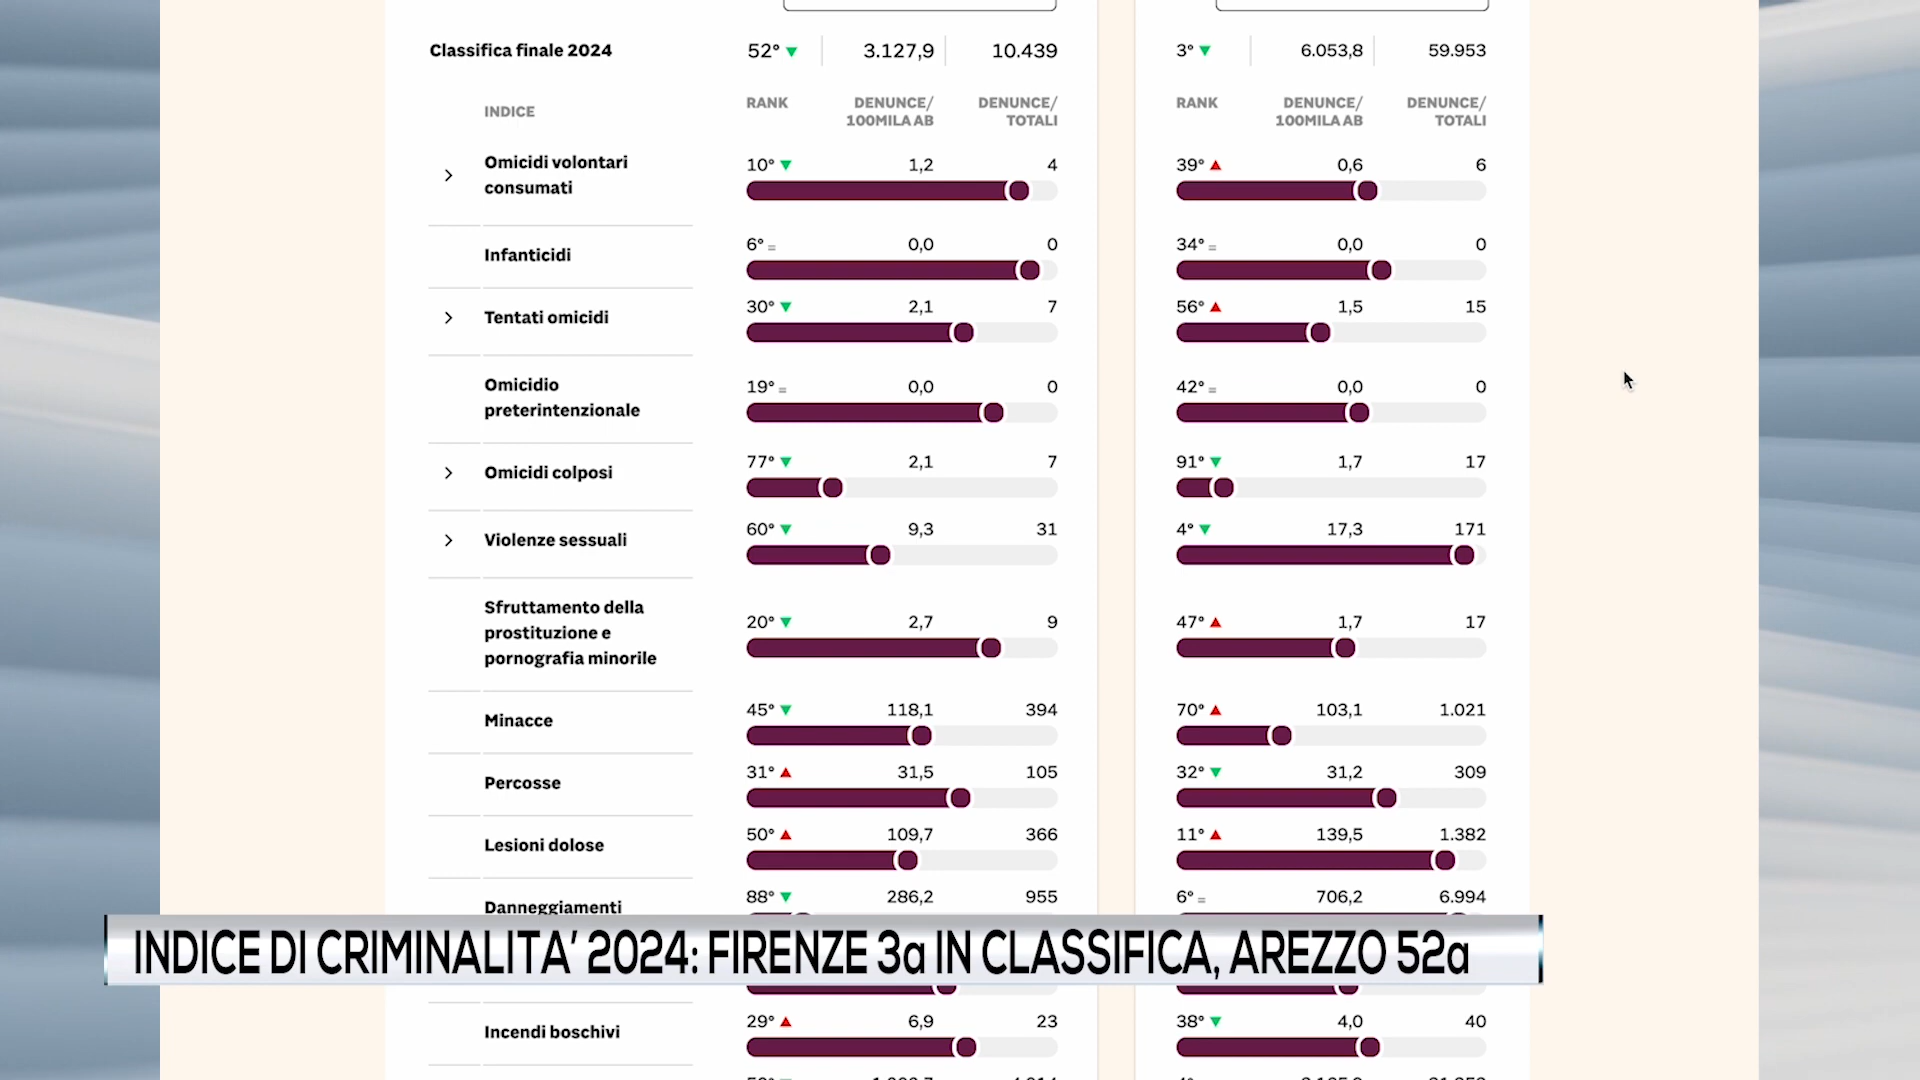 Classifica finale 2024 52° 3.127,9 10.439 3° 6.053,8 59.953
INDICE RANK DENUNCE/ 100MILA AB DENUNCE/ TOTALI RANK DENUNCE/ 100MILA AB DENUNCE/ TOTALI
Omicidi volontari consumati 10° 1,2 4 39° 0,6 6
Infanticidi 6° = 0,0 0 34° = 0,0 0
Tentati omicidi 30° 2,1 7 56° 1,5 15
Omicidio preterintenzionale 19° = 0,0 0 42° = 0,0 0
Omicidi colposi 77° 2,1 7 91° 1,7 17
Violenze sessuali 60° 9,3 31 4° 17,3 171
Sfruttamento della prostituzione e pornografia minorile 20° 2,7 9 47° 1,7 17
Minacce 45° 118,1 394 70° 103,1 1.021
Percosse 31° 31,5 105 32° 31,2 309
Lesioni dolose 50° 109,7 366 11° 139,5 1.382
Danneggiamenti 88° 286,2 955 6° = 706,2 6.994
INDICE DI CRIMINALITA' 2024: FIRENZE 3a IN CLASSIFICA, AREZZO 52a
Incendi boschivi 29° 6,9 23 38° 4,0 40